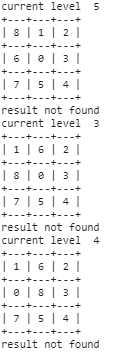 current level  5
+---+---+---+
| 8 | 1 | 2 |
+---+---+---+
| 6 | 0 | 3 |
+---+---+---+
| 7 | 5 | 4 |
+---+---+---+
result not found
current level  3
+---+---+---+
| 1 | 6 | 2 |
+---+---+---+
| 8 | 0 | 3 |
+---+---+---+
| 7 | 5 | 4 |
+---+---+---+
result not found
current level  4
+---+---+---+
| 1 | 6 | 2 |
+---+---+---+
| 0 | 8 | 3 |
+---+---+---+
| 7 | 5 | 4 |
+---+---+---+
result not found